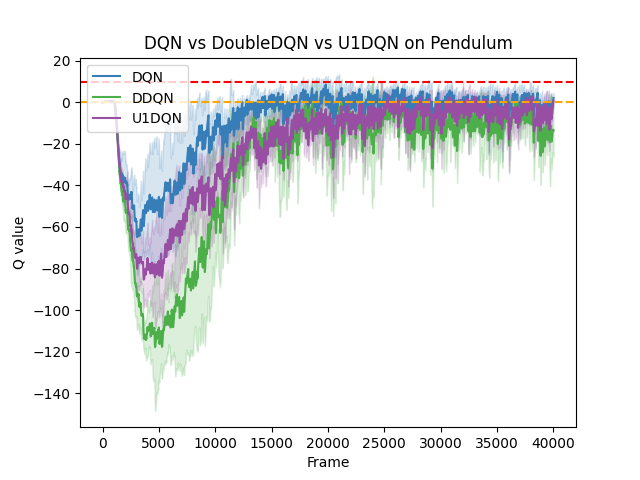 DQN vs DoubleDQN vs U1DQN on Pendulum
20
0
−20
−40
−60
−80
−100
−120
−140
Q value
DQN
DDQN
U1DQN
0 5000 10000 15000 20000 25000 30000 35000 40000
Frame